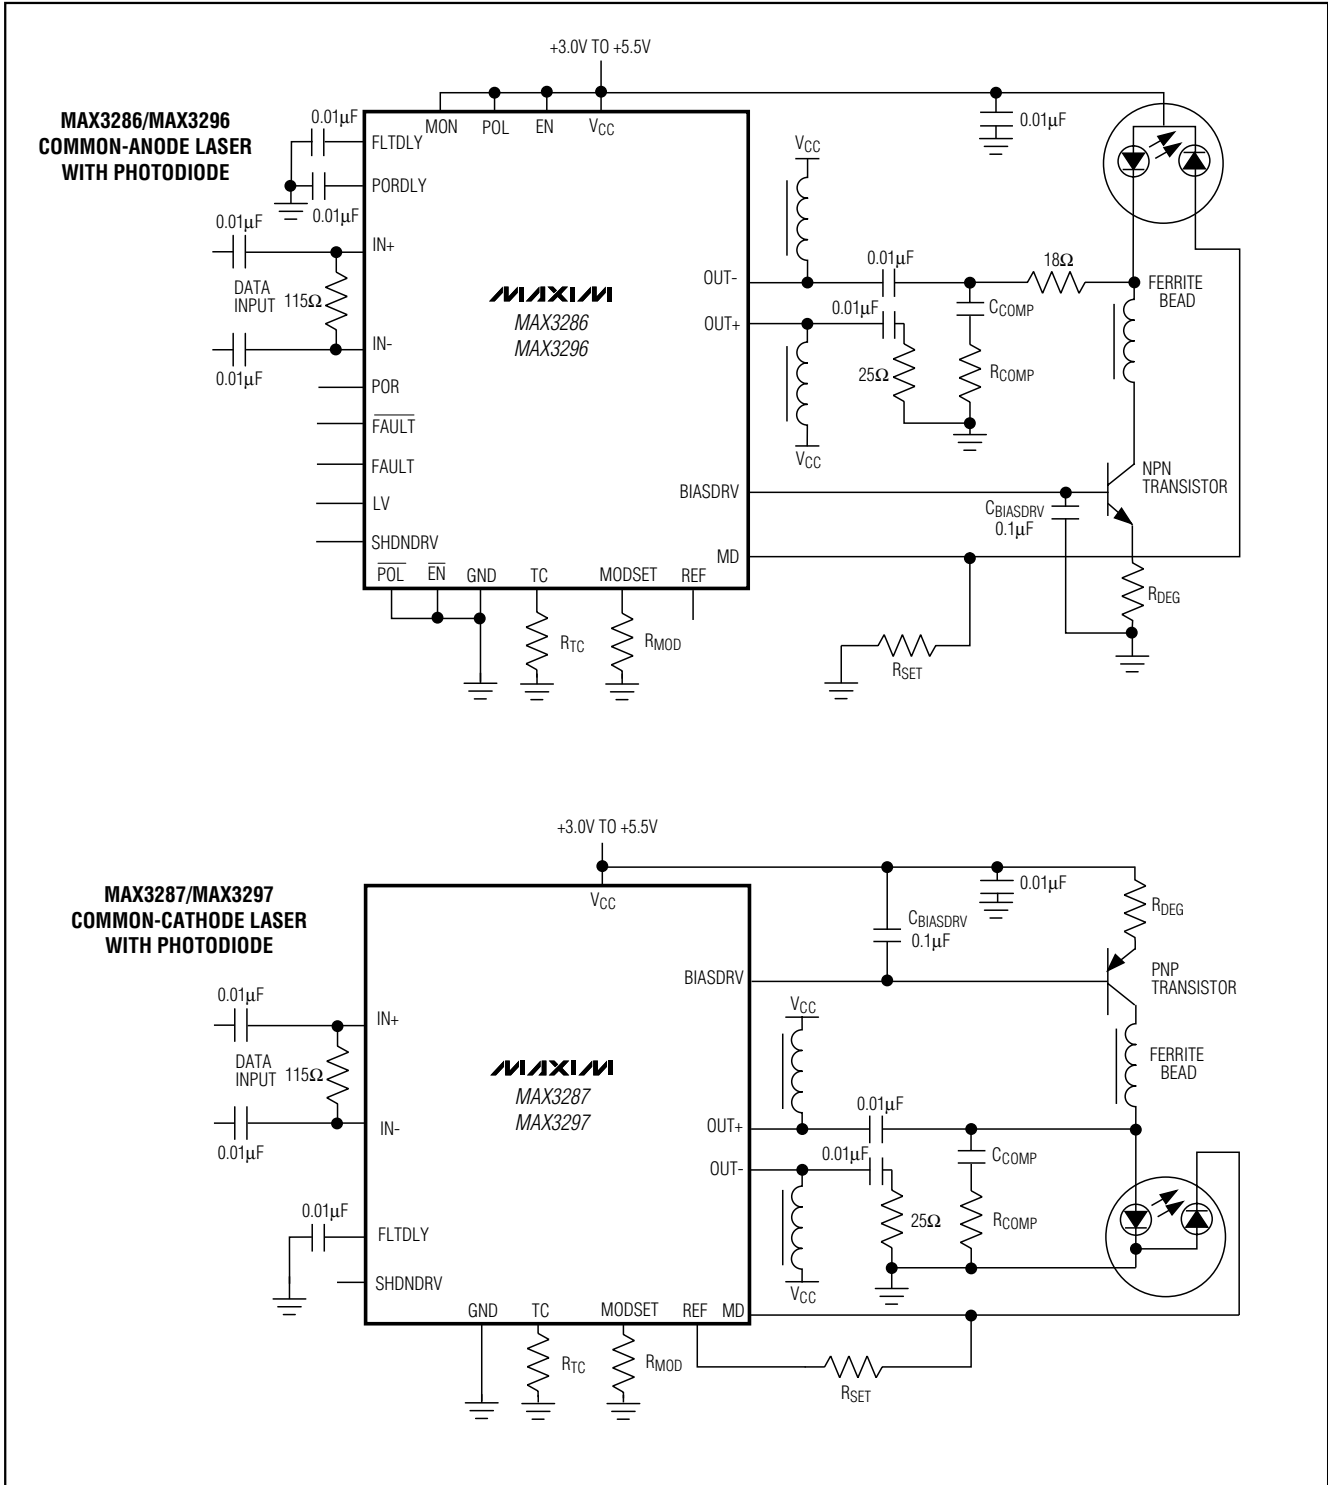 +3.0V TO +5.5V
MAX3286/MAX3296
COMMON-ANODE LASER
WITH PHOTODIODE
0.01µF
FLTDLY
MON
POL
EN
VCC
0.01µF
PORDLY
0.01µF
0.01µF
IN+
DATA
INPUT
115Ω
IN-
0.01µF
POR
FAULT
FAULT
LV
SHDNDRV
POL
EN
GND
TC
MODSET
REF
MAXIM
MAX3286
MAX3296
VCC
OUT-
0.01µF
18Ω
FERRITE
BEAD
OUT+
0.01µF
CCOMP
25Ω
RCOMP
VCC
BIASDRV
NPN
TRANSISTOR
CBIASDRV
0.1µF
MD
RDEG
RTC
RMOD
RSET
+3.0V TO +5.5V
MAX3287/MAX3297
COMMON-CATHODE LASER
WITH PHOTODIODE
VCC
0.01µF
RDEG
CBIASDRV
0.1µF
BIASDRV
PNP
TRANSISTOR
0.01µF
IN+
DATA
INPUT
115Ω
IN-
0.01µF
MAXIM
MAX3287
MAX3297
VCC
FERRITE
BEAD
0.01µF
OUT+
0.01µF
CCOMP
OUT-
25Ω
RCOMP
VCC
0.01µF
FLTDLY
SHDNDRV
GND
TC
MODSET
REF
MD
RTC
RMOD
RSET